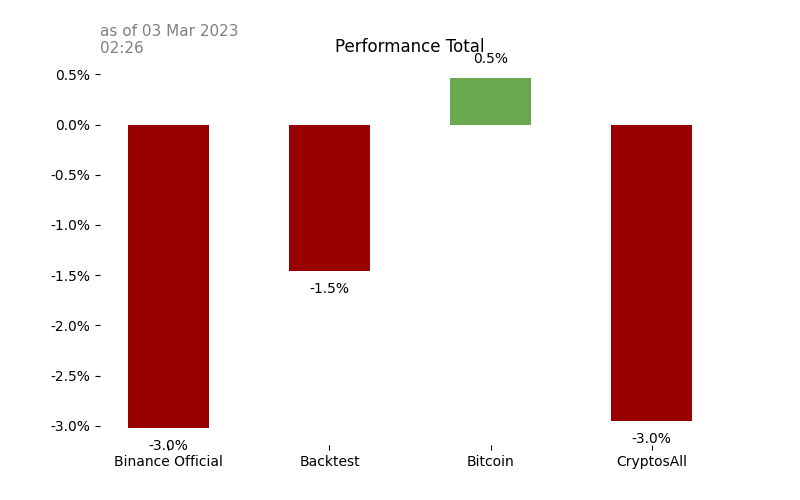 as of 03 Mar 2023
02:26
Performance Total
0.5%
0.5%
0.0%
-0.5%
-1.0%
-1.5%
-1.5%
-2.0%
-2.5%
-3.0%
-3.0%
-3.0%
Binance Official
Backtest
Bitcoin
CryptosAll